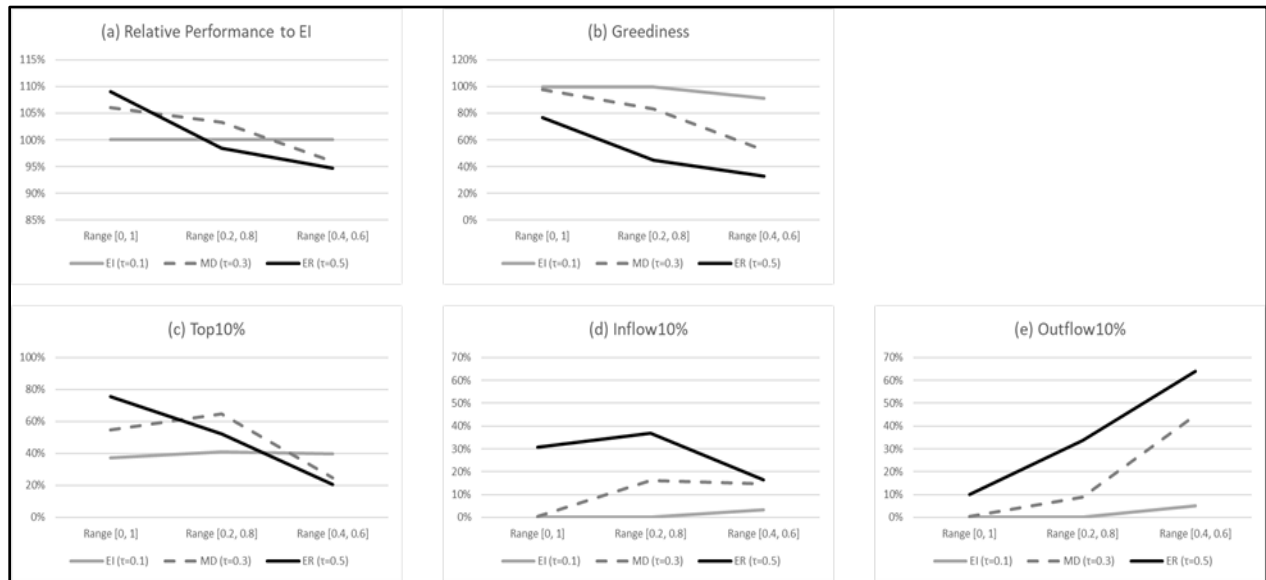 (a) Relative Performance to EI
115%
110%
105%
100%
95%
90%
85%
Range [0, 1] Range [0.2, 0.8] Range [0.4, 0.6]
EI (τ=0.1) MD (τ=0.3) ER (τ=0.5)
(b) Greediness
120%
100%
80%
60%
40%
20%
0%
Range [0, 1] Range [0.2, 0.8] Range [0.4, 0.6]
EI (τ=0.1) MD (τ=0.3) ER (τ=0.5)
(c) Top10%
100%
80%
60%
40%
20%
0%
Range [0, 1] Range [0.2, 0.8] Range [0.4, 0.6]
EI (τ=0.1) MD (τ=0.3) ER (τ=0.5)
(d) Inflow10%
70%
60%
50%
40%
30%
20%
10%
0%
Range [0, 1] Range [0.2, 0.8] Range [0.4, 0.6]
EI (τ=0.1) MD (τ=0.3) ER (τ=0.5)
(e) Outflow10%
70%
60%
50%
40%
30%
20%
10%
0%
Range [0, 1] Range [0.2, 0.8] Range [0.4, 0.6]
EI (τ=0.1) MD (τ=0.3) ER (τ=0.5)